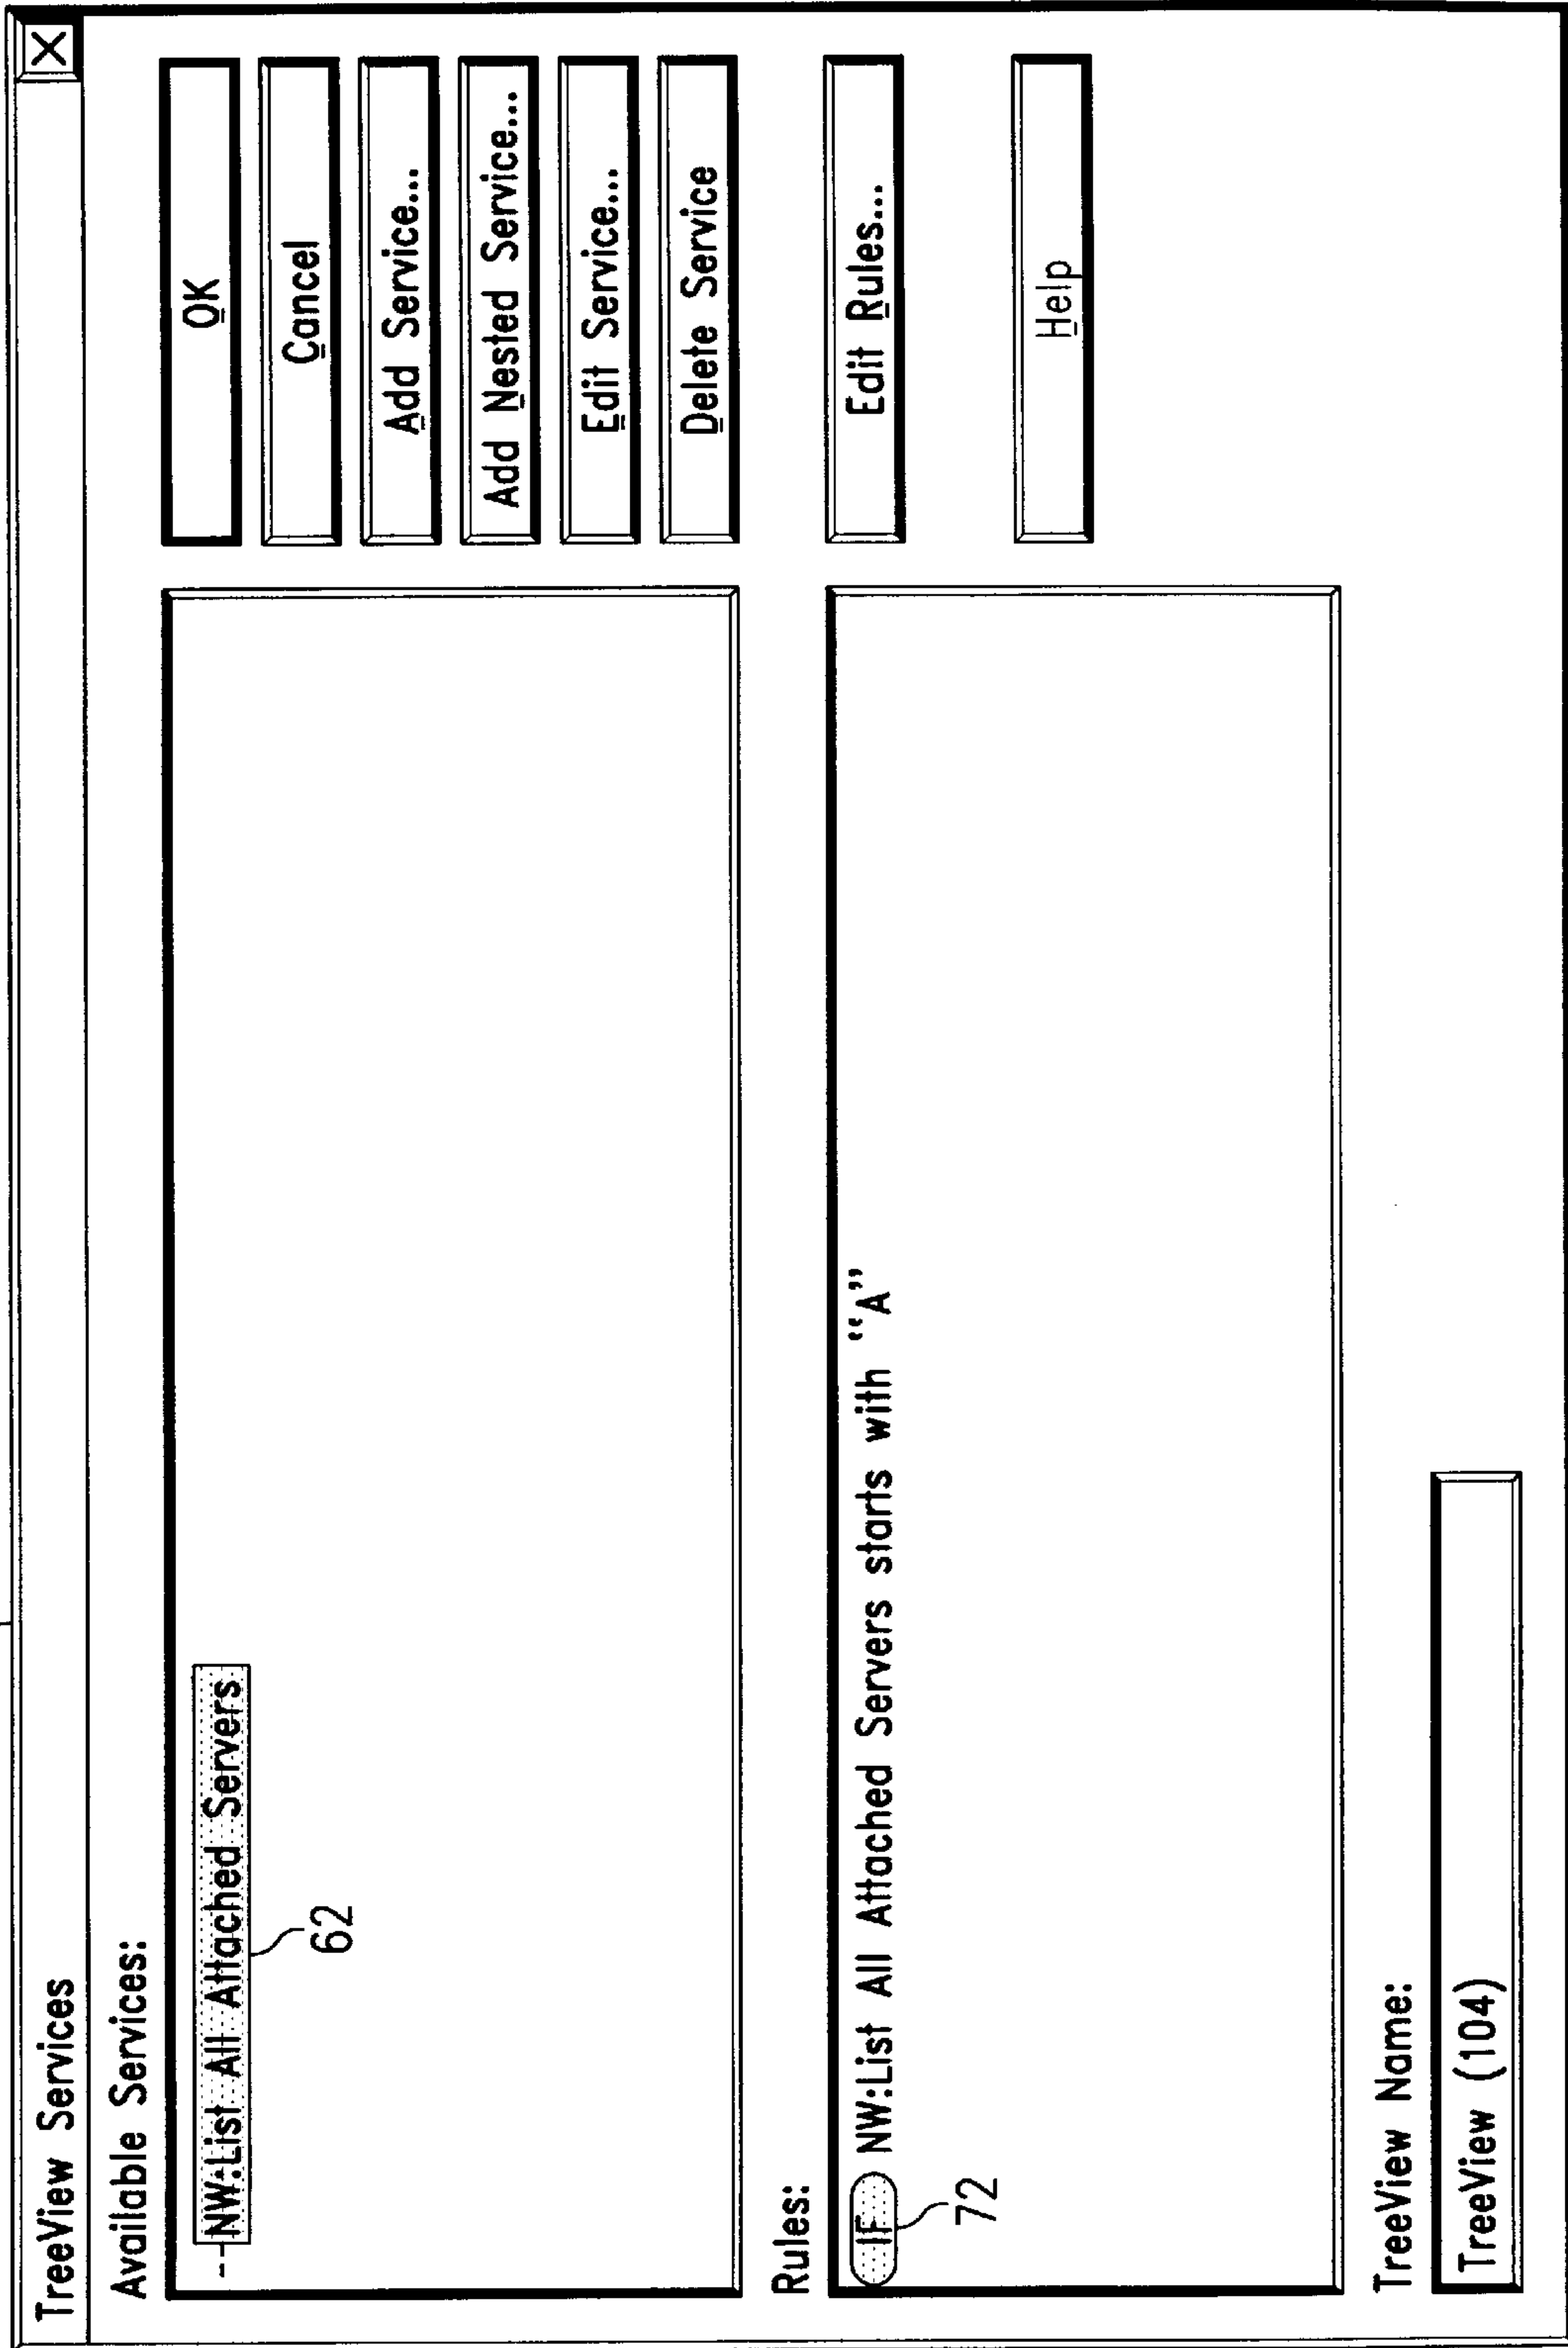 TreeView Services
X
Available Services:
NW:List All Attached Servers
62
OK
Cancel
Add Service...
Add Nested Service...
Edit Service...
Delete Service
Rules:
IF NW:List All Attached Servers starts with "A"
72
Edit Rules...
Help
TreeView Name:
TreeView (104)